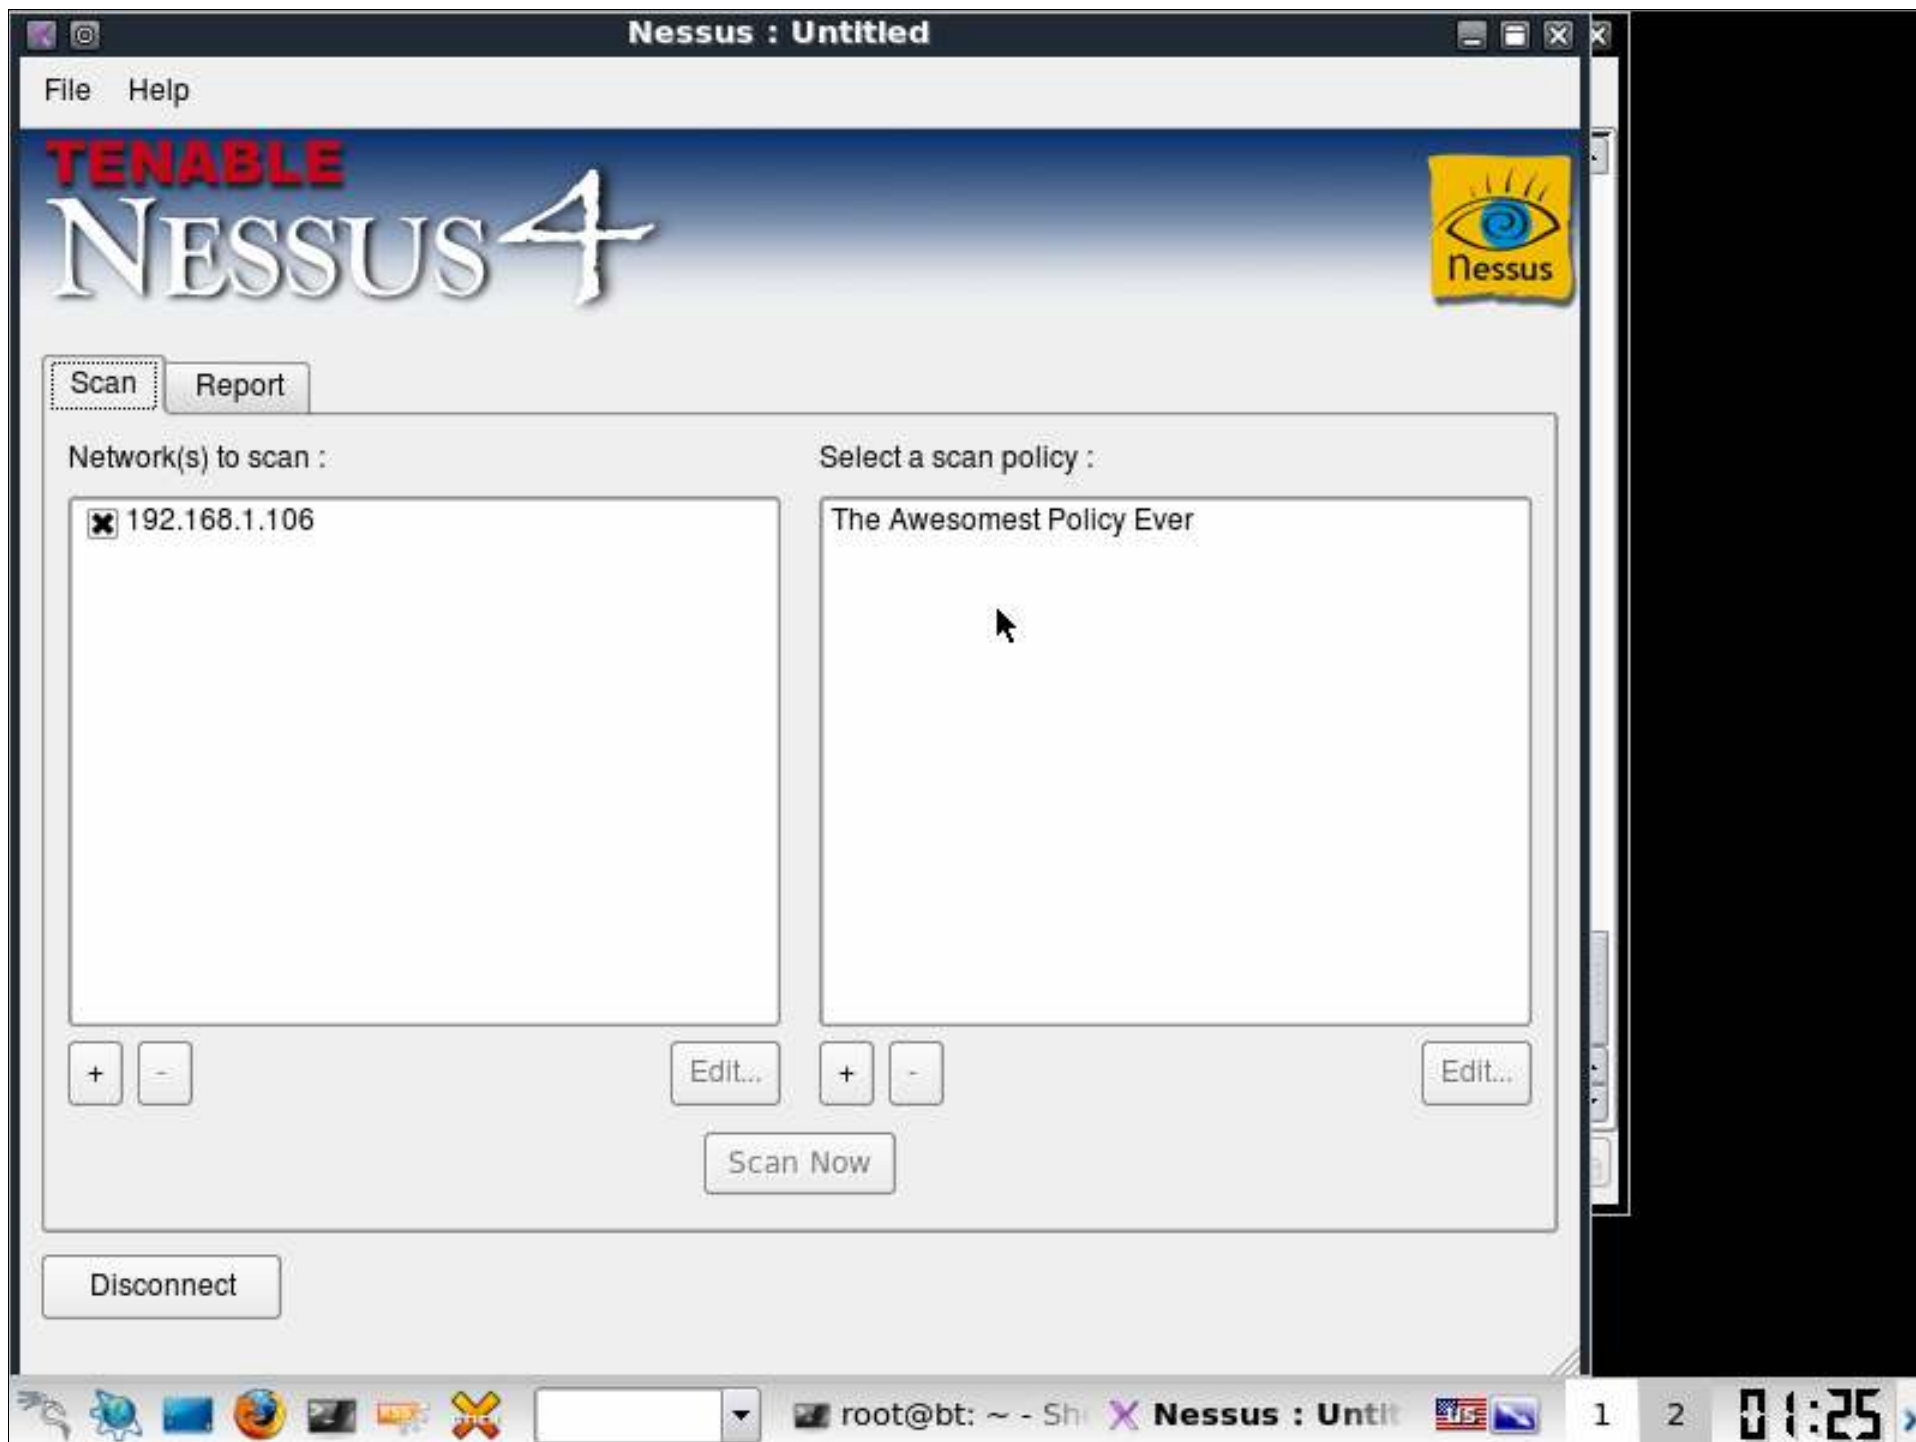 Nessus : Untitled
File Help
TENABLE
NESSUS 4
Nessus
Scan Report
Network(s) to scan :
Select a scan policy :
192.168.1.106
The Awesomest Policy Ever
+ - Edit...
+ - Edit...
Scan Now
Disconnect
root@bt: ~ - Sh
Nessus : Untit
US
1 2
01:25